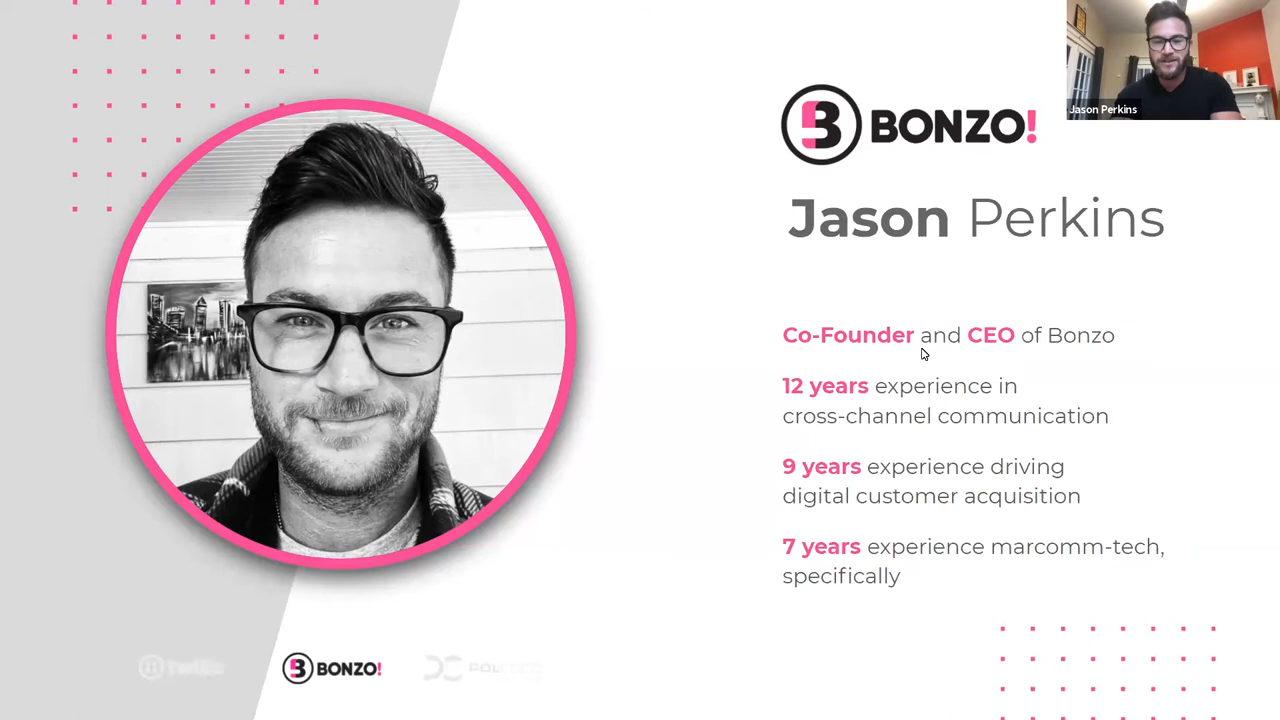 BONZO!
Jason Perkins
Jason Perkins
Co-Founder and CEO of Bonzo
12 years experience in
cross-channel communication
9 years experience driving
digital customer acquisition
7 years experience marcomm-tech,
specifically
BONZO!